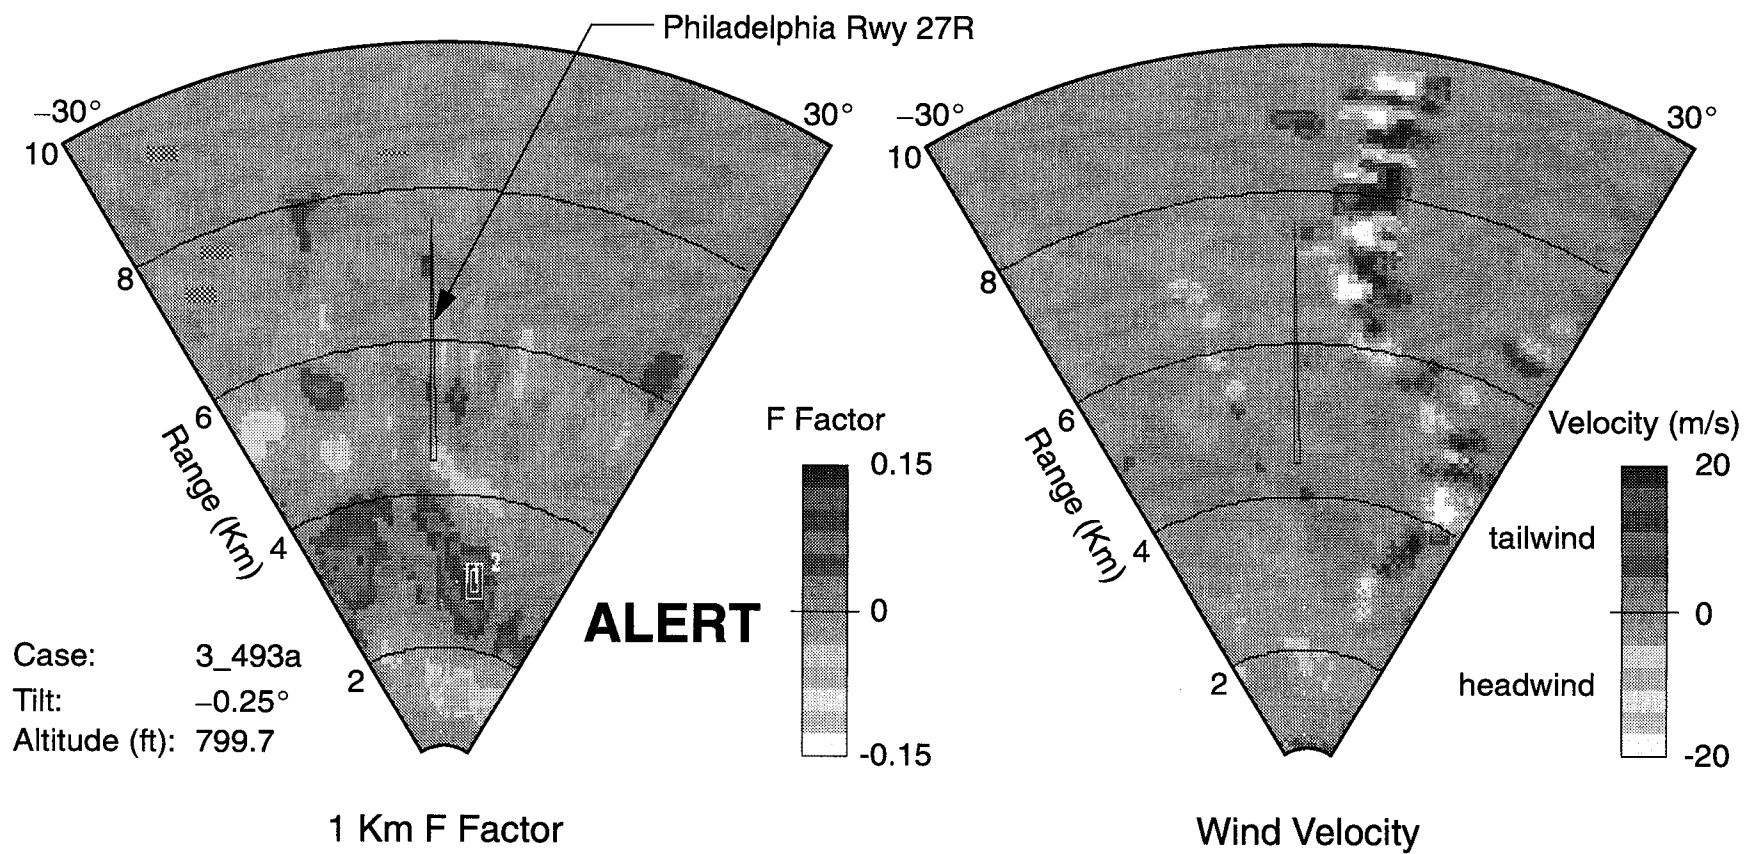 Philadelphia Rwy 27R
−30°
30°
10
8
6
4
2
Range (Km)
F Factor
0.15
0
-0.15
ALERT
Case: 3_493a
Tilt: −0.25°
Altitude (ft): 799.7
1 Km F Factor
−30°
30°
10
8
6
4
2
Range (Km)
Velocity (m/s)
20
tailwind
0
headwind
-20
Wind Velocity